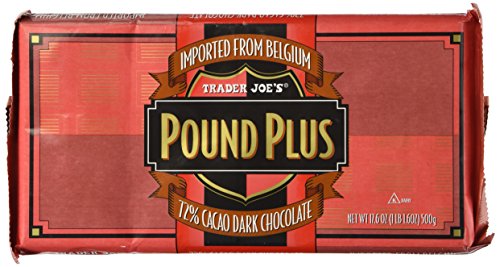 IMPORTED FROM BELGIUM
TRADER JOE'S®
POUND PLUS
72% CACAO DARK CHOCOLATE
DAIRY
NET WT 17.6 OZ (1 LB 1.6 OZ) 500g